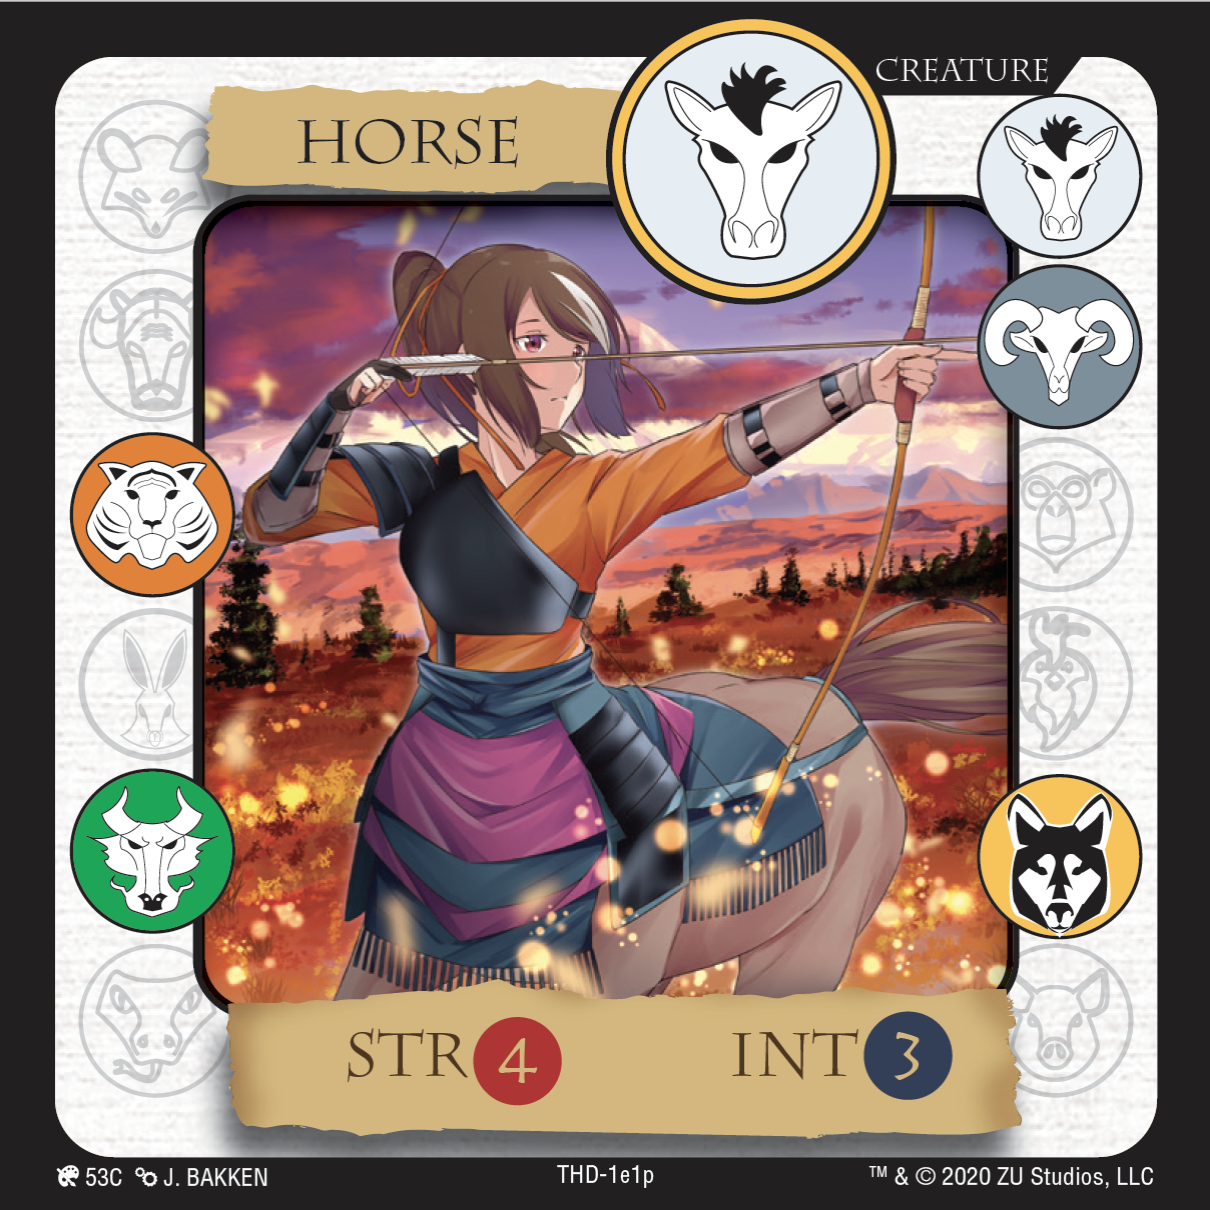 CREATURE
HORSE
STR 4 INT 3
53C J. BAKKEN THD-1e1p ™ & © 2020 ZU Studios, LLC